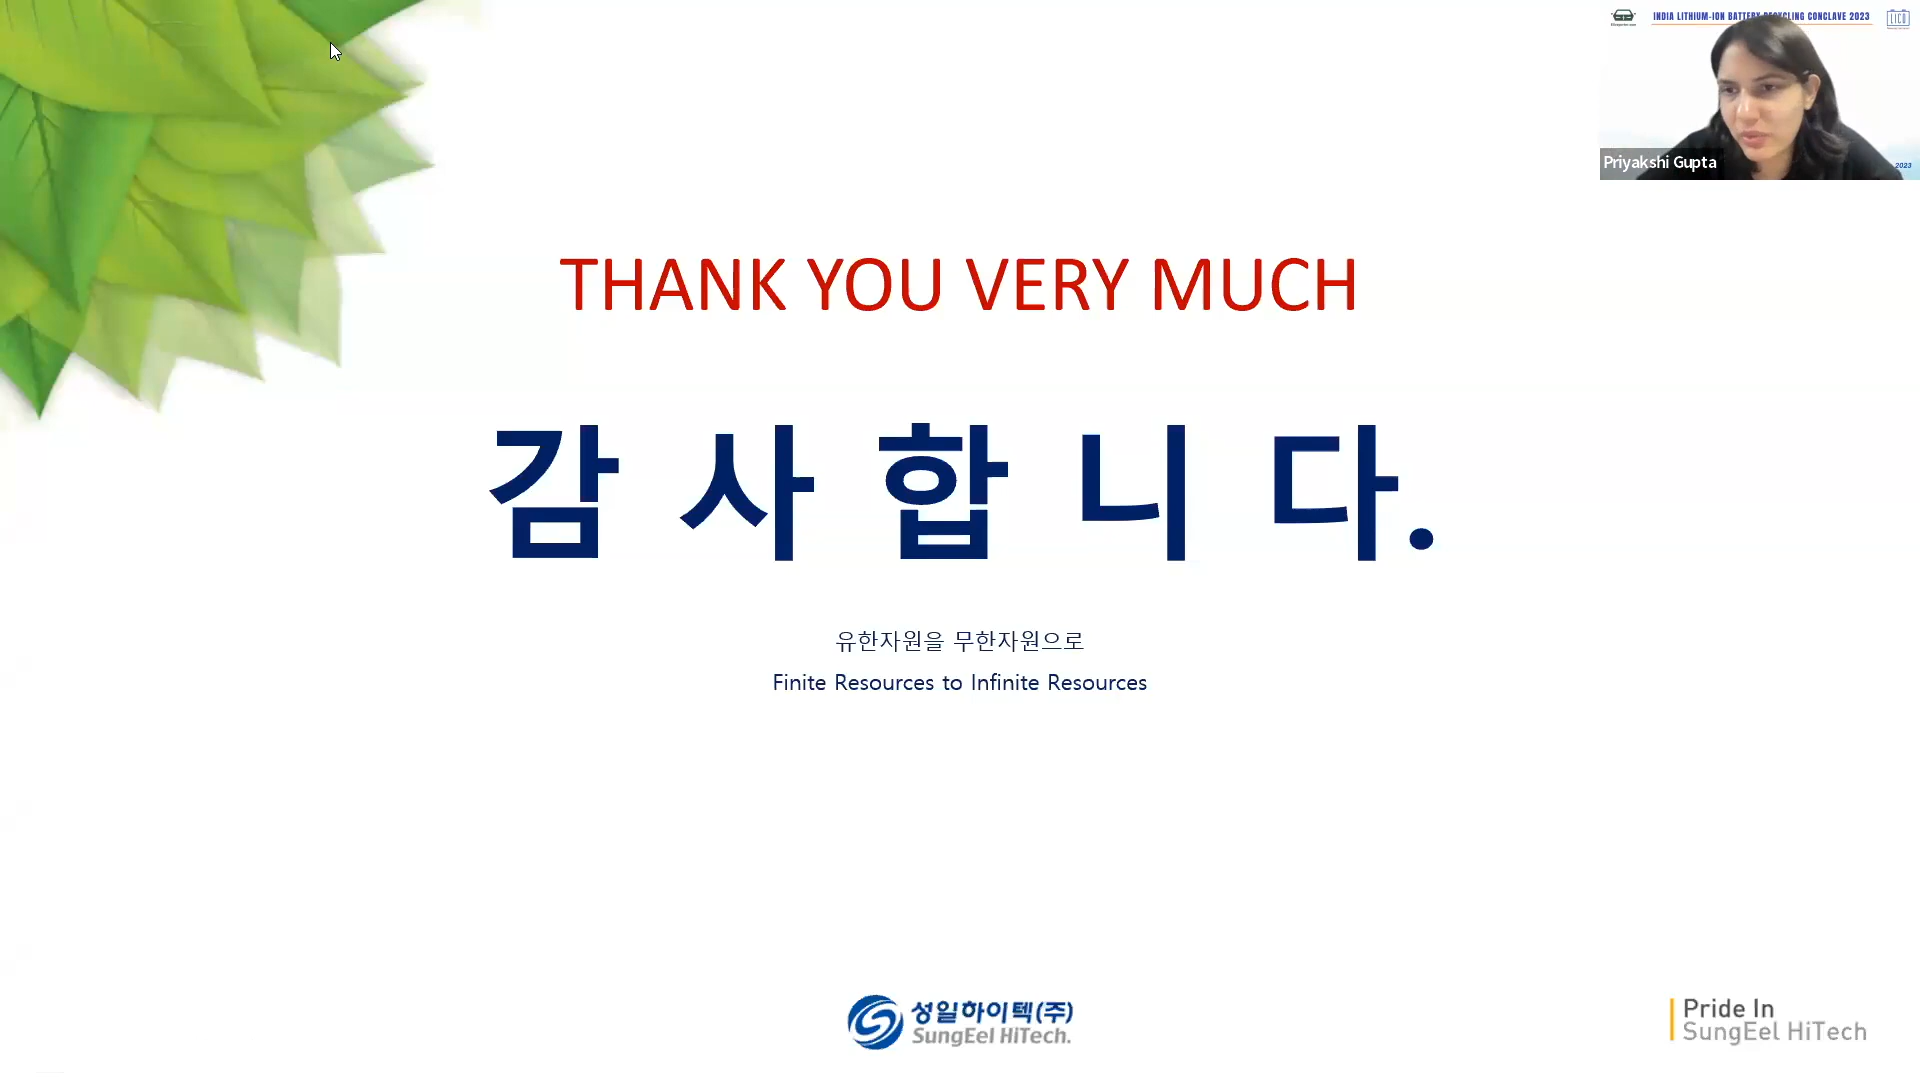 INDIA LITHIUM-ION BATTERY RECYCLING CONCLAVE 2023
LICO
Priyakshi Gupta
2023
THANK YOU VERY MUCH
감 사 합 니 다.
유한자원을 무한자원으로
Finite Resources to Infinite Resources
성일하이텍(주)
SungEel HiTech.
Pride In
SungEel HiTech